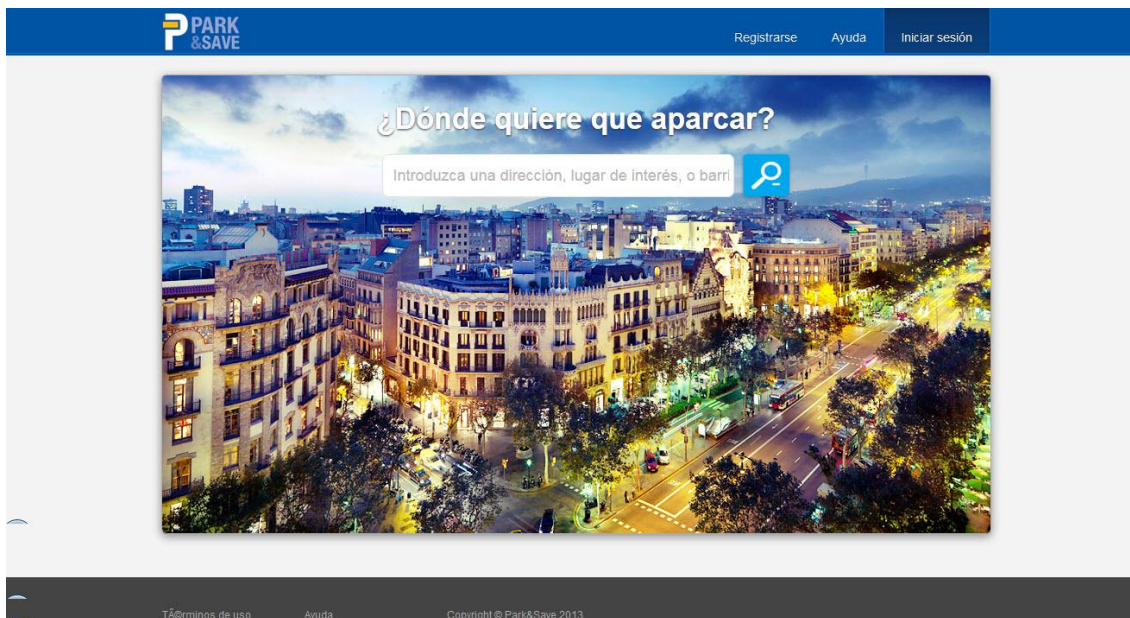 PARK
&SAVE
Registrarse Ayuda Iniciar sesión
¿Dónde quiere que aparcar?
Introduzca una dirección, lugar de interés, o barri
TÃ©rminos de uso Ayuda Copyright © Park&Save 2013